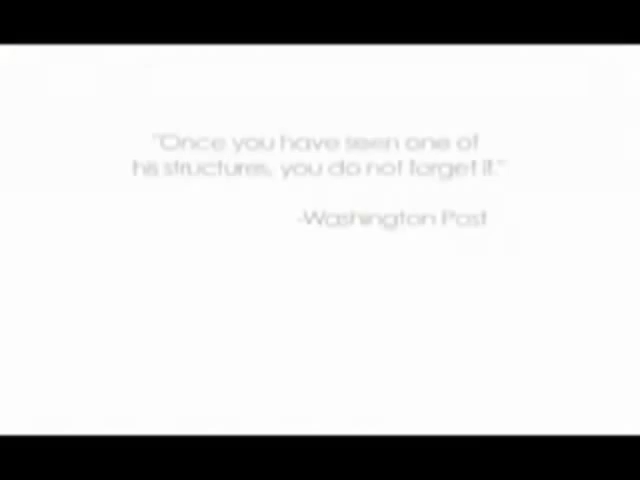 "Once you have seen one of
his structures, you do not forget it."
-Washington Post